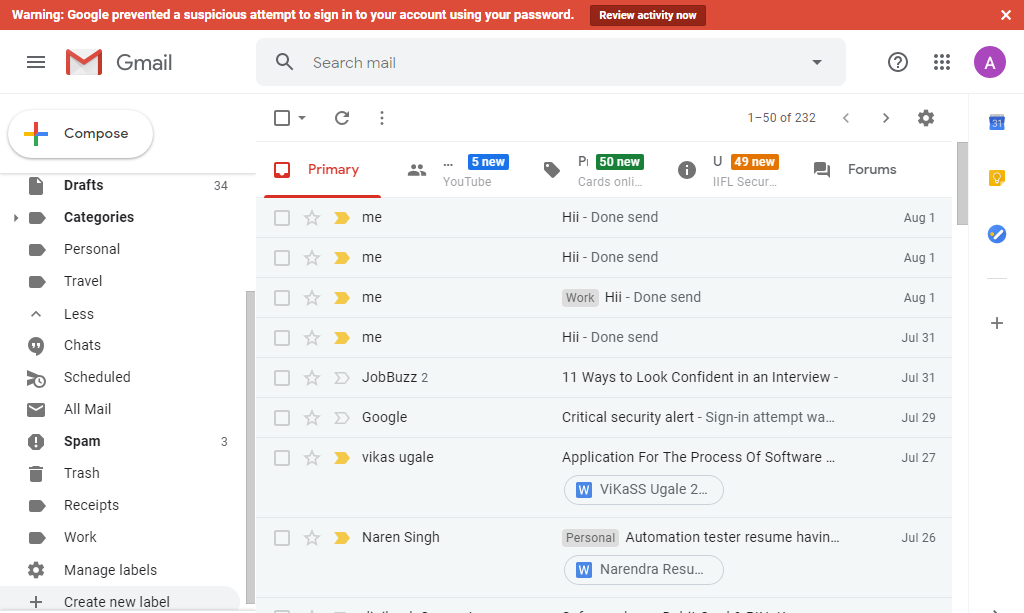 Warning: Google prevented a suspicious attempt to sign in to your account using your password. Review activity now
Gmail
Search mail
A
Compose
1–50 of 232
Primary
... 5 new
YouTube
50 new
Cards onli...
U 49 new
IIFL Secur...
Forums
31
Drafts 34
Categories
Personal
Travel
Less
Chats
Scheduled
All Mail
Spam 3
Trash
Receipts
Work
Manage labels
Create new label
me Hii - Done send Aug 1
me Hii - Done send Aug 1
me Work Hii - Done send Aug 1
me Hii - Done send Jul 31
JobBuzz 2 11 Ways to Look Confident in an Interview - Jul 31
Google Critical security alert - Sign-in attempt wa... Jul 29
vikas ugale Application For The Process Of Software ... Jul 27
W ViKaSS Ugale 2...
Naren Singh Personal Automation tester resume havin... Jul 26
W Narendra Resu...